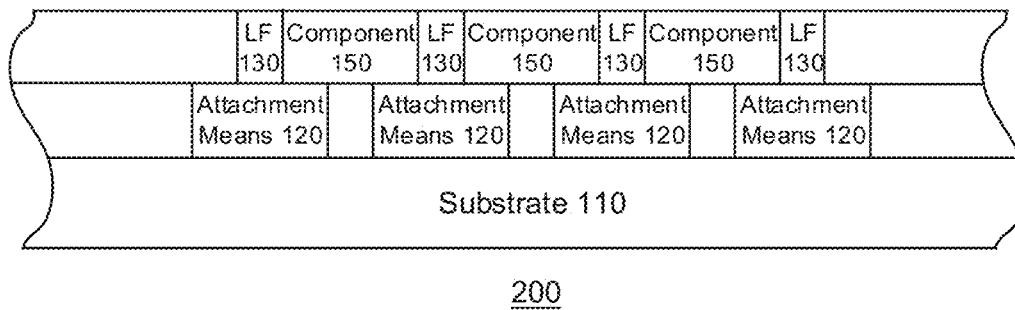 LF Component LF Component LF Component LF
130 150 130 150 130 150 130
Attachment Attachment Attachment Attachment
Means 120 Means 120 Means 120 Means 120
Substrate 110
200